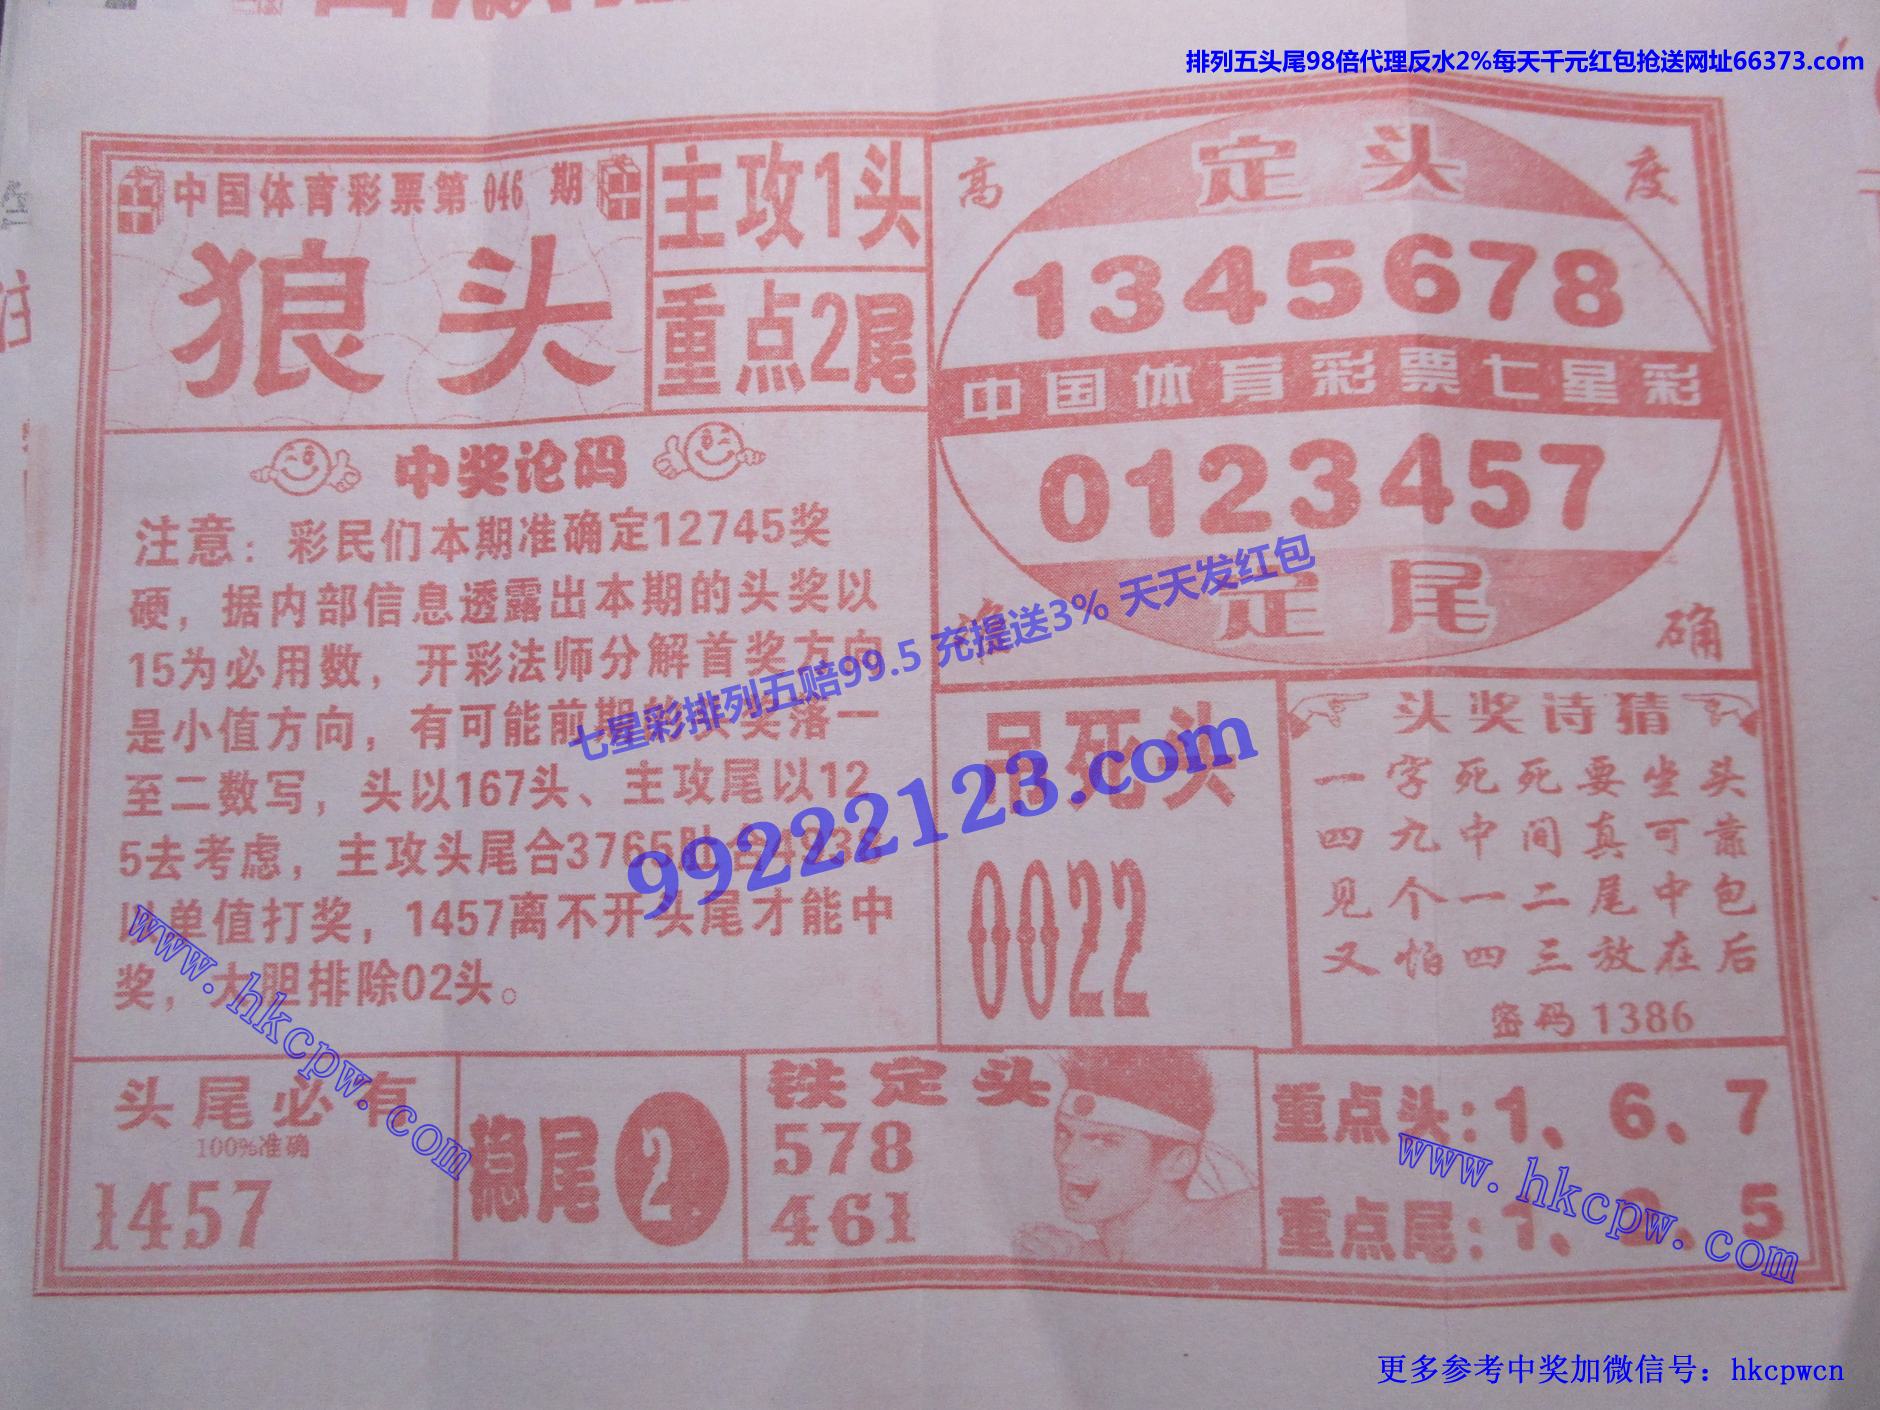 排列五头尾98倍代理反水2%每天千元红包抢送网址66373.com
中国体育彩票第046期
狼头
主攻1头
重点2尾
高度
定头
1345678
中国体育彩票七星彩
0123457
定尾
准确
中奖论码
注意：彩民们本期准确定12745奖
硬，据内部信息透露出本期的头奖以
15为必用数，开彩法师分解首奖方向
是小值方向，有可能前期的头奖落一
至二数写，头以167头、主攻尾以12
5去考虑，主攻头尾合3765肚合
以单值打奖，1457离不开头尾才能中
奖，大胆排除02头。
七星彩排列五赔99.5 充提送3% 天天发红包
99222123.com
吊死头
0022
头奖诗猜
一字死死要坐头
四九中间真可靠
见个一二尾中包
又怕四三放在后
密码1386
头尾必有
100%准确
1457
稳尾
2
铁定头
578
461
重点头：1、6、7
重点尾：1、2、5
www.hkcpw.com
www.hkcpw.com
更多参考中奖加微信号：hkcpwcn